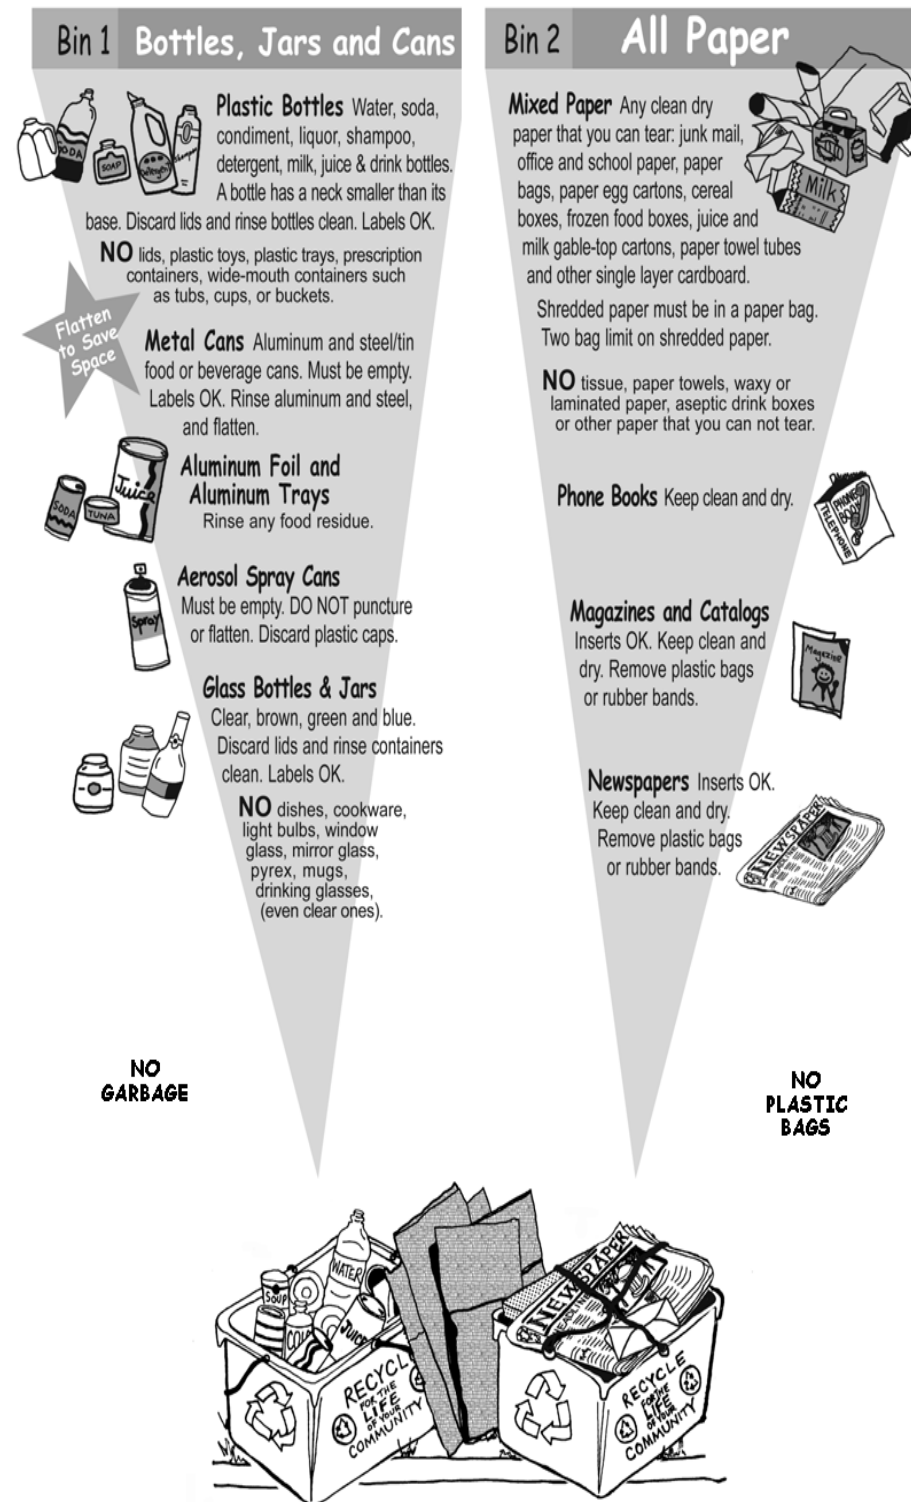 Bin 1 Bottles, Jars and Cans
SODA
SOAP
Detergent
Shampoo
Plastic Bottles Water, soda,
condiment, liquor, shampoo,
detergent, milk, juice & drink bottles.
A bottle has a neck smaller than its
base. Discard lids and rinse bottles clean. Labels OK.
NO lids, plastic toys, plastic trays, prescription
containers, wide-mouth containers such
as tubs, cups, or buckets.
Flatten
to Save
Space
Metal Cans Aluminum and steel/tin
food or beverage cans. Must be empty.
Labels OK. Rinse aluminum and steel,
and flatten.
SODA
TUNA
Juice
Aluminum Foil and
Aluminum Trays
Rinse any food residue.
Spray
Aerosol Spray Cans
Must be empty. DO NOT puncture
or flatten. Discard plastic caps.
Glass Bottles & Jars
Clear, brown, green and blue.
Discard lids and rinse containers
clean. Labels OK.
NO dishes, cookware,
light bulbs, window
glass, mirror glass,
pyrex, mugs,
drinking glasses,
(even clear ones).
NO
GARBAGE
Bin 2 All Paper
Mixed Paper Any clean dry
paper that you can tear: junk mail,
office and school paper, paper
bags, paper egg cartons, cereal
boxes, frozen food boxes, juice and
milk gable-top cartons, paper towel tubes
and other single layer cardboard.
Milk
Shredded paper must be in a paper bag.
Two bag limit on shredded paper.
NO tissue, paper towels, waxy or
laminated paper, aseptic drink boxes
or other paper that you can not tear.
Phone Books Keep clean and dry.
PHONE
BOOK
TELEPHONE
Magazines and Catalogs
Inserts OK. Keep clean and
dry. Remove plastic bags
or rubber bands.
Magazine
Newspapers Inserts OK.
Keep clean and dry.
Remove plastic bags
or rubber bands.
NEWSPAPER
NO
PLASTIC
BAGS
WATER
SOUP
COLA
JUICE
RECYCLE
FOR THE
LIFE
OF YOUR
COMMUNITY
NEWSPAPER
HEADLINE
RECYCLE
FOR THE
LIFE
OF YOUR
COMMUNITY